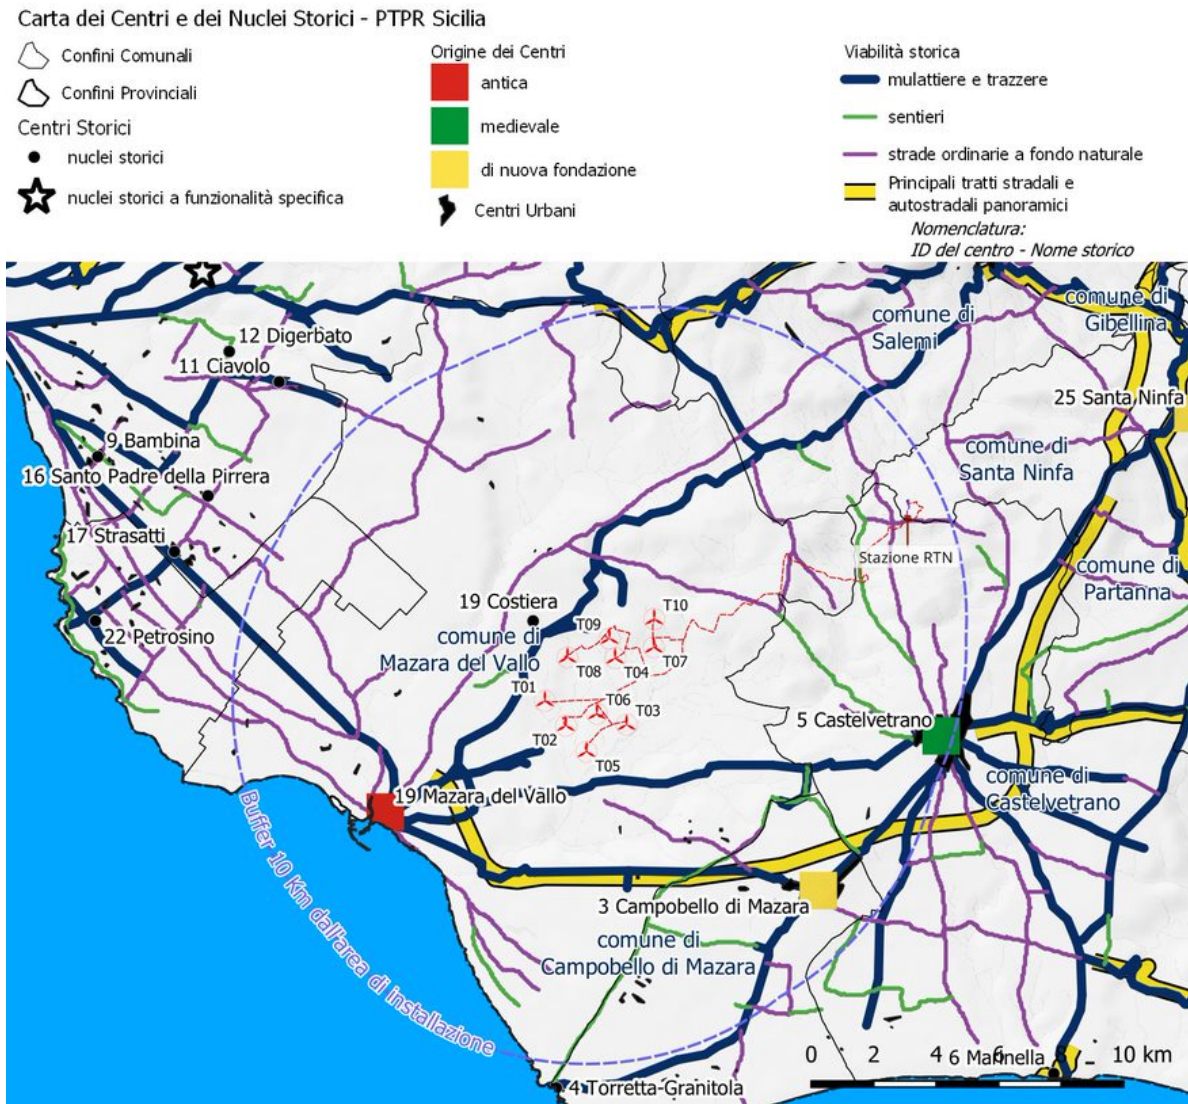 Carta dei Centri e dei Nuclei Storici - PTPR Sicilia
Confini Comunali
Confini Provinciali
Centri Storici
nuclei storici
nuclei storici a funzionalità specifica
Origine dei Centri
antica
medievale
di nuova fondazione
Centri Urbani
Viabilità storica
mulattiere e trazzere
sentieri
strade ordinarie a fondo naturale
Principali tratti stradali e
autostradali panoramici
Nomenclatura:
ID del centro - Nome storico
comune di
Gibellina
comune di
Salemi
12 Digerbato
11 Ciavolo
25 Santa Ninfa
9 Bambina
comune di
Santa Ninfa
16 Santo Padre della Pirrera
17 Strasatti
Stazione RTN
comune di
Partanna
19 Costiera
T10
T09
22 Petrosino
comune di
Mazara del Vallo
T08
T04
T07
T01
T06
T03
T02
T05
5 Castelvetrano
comune di
Castelvetrano
19 Mazara del Vallo
Buffer 10 Km dall'area di installazione
3 Campobello di Mazara
comune di
Campobello di Mazara
0 2 4 6 8 10 km
6 Marinella
4 Torretta-Granitola